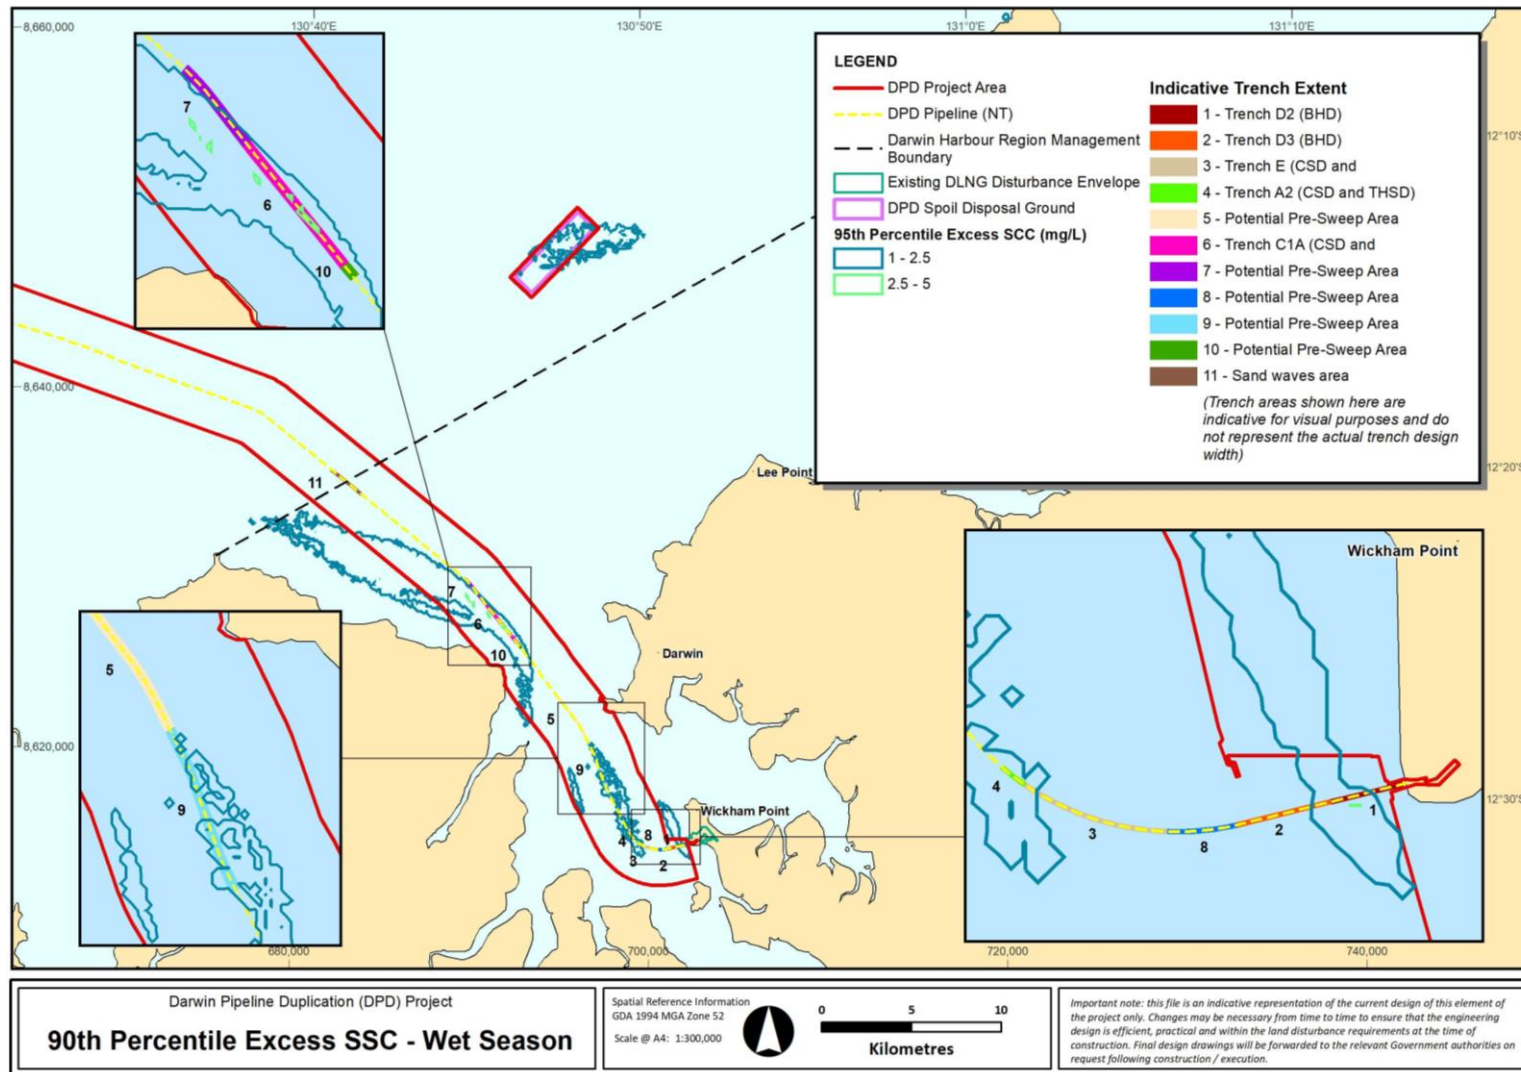 130°40'E
130°50'E
131°0'E
131°10'E
8,660,000
8,640,000
8,620,000
12°10'S
12°20'S
12°30'S
680,000
700,000
720,000
740,000
7
6
10
LEGEND
DPD Project Area
DPD Pipeline (NT)
Darwin Harbour Region Management
Boundary
Existing DLNG Disturbance Envelope
DPD Spoil Disposal Ground
95th Percentile Excess SCC (mg/L)
1 - 2.5
2.5 - 5
Indicative Trench Extent
1 - Trench D2 (BHD)
2 - Trench D3 (BHD)
3 - Trench E (CSD and
4 - Trench A2 (CSD and THSD)
5 - Potential Pre-Sweep Area
6 - Trench C1A (CSD and
7 - Potential Pre-Sweep Area
8 - Potential Pre-Sweep Area
9 - Potential Pre-Sweep Area
10 - Potential Pre-Sweep Area
11 - Sand waves area
(Trench areas shown here are
indicative for visual purposes and do
not represent the actual trench design
width)
11
Lee Point
7
6
10
Darwin
5
9
Wickham Point
8
4
3
2
5
9
Wickham Point
4
3
8
2
1
Darwin Pipeline Duplication (DPD) Project
90th Percentile Excess SSC - Wet Season
Spatial Reference Information
GDA 1994 MGA Zone 52
Scale @ A4: 1:300,000
0 5 10
Kilometres
Important note: this file is an indicative representation of the current design of this element of
the project only. Changes may be necessary from time to time to ensure that the engineering
design is efficient, practical and within the land disturbance requirements at the time of
construction. Final design drawings will be forwarded to the relevant Government authorities on
request following construction / execution.